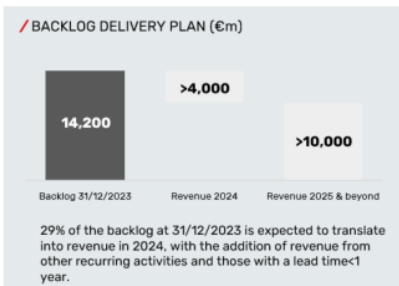 / BACKLOG DELIVERY PLAN (€m)
>4,000
14,200
>10,000
Backlog 31/12/2023 Revenue 2024 Revenue 2025 & beyond
29% of the backlog at 31/12/2023 is expected to translate
into revenue in 2024, with the addition of revenue from
other recurring activities and those with a lead time<1
year.